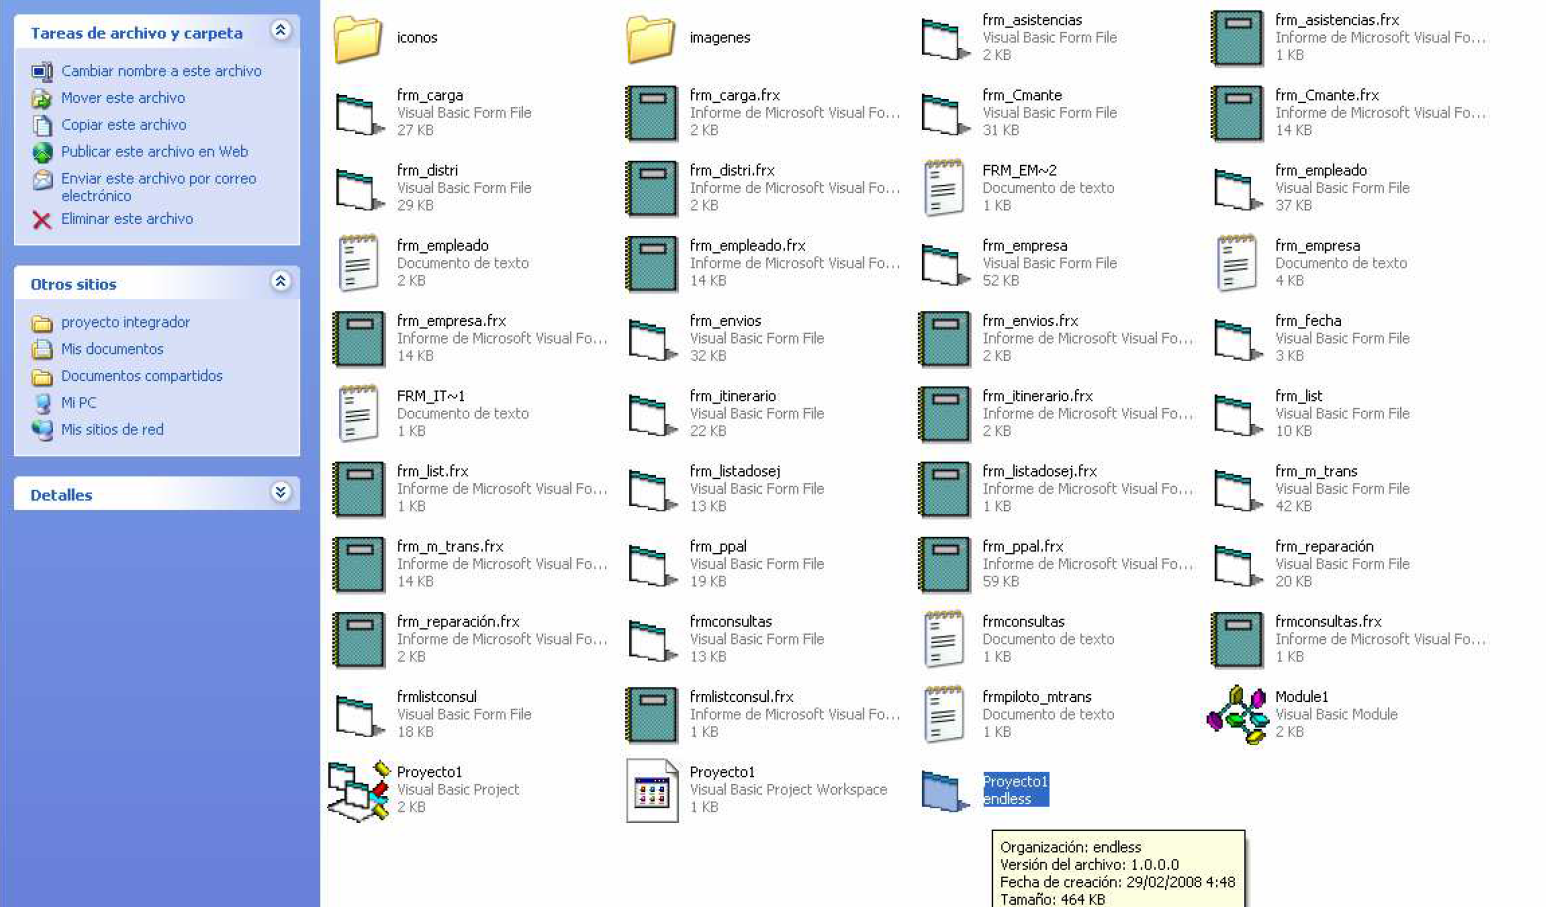 Tareas de archivo y carpeta
Cambiar nombre a este archivo
Mover este archivo
Copiar este archivo
Publicar este archivo en Web
Enviar este archivo por correo
electrónico
Eliminar este archivo
Otros sitios
proyecto integrador
Mis documentos
Documentos compartidos
Mi PC
Mis sitios de red
Detalles
iconos
imagenes
frm_asistencias
Visual Basic Form File
2 KB
frm_asistencias.frx
Informe de Microsoft Visual Fo...
1 KB
frm_carga
Visual Basic Form File
27 KB
frm_carga.frx
Informe de Microsoft Visual Fo...
2 KB
frm_Cmante
Visual Basic Form File
31 KB
frm_Cmante.frx
Informe de Microsoft Visual Fo...
14 KB
frm_distri
Visual Basic Form File
29 KB
frm_distri.frx
Informe de Microsoft Visual Fo...
2 KB
FRM_EM~2
Documento de texto
1 KB
frm_empleado
Visual Basic Form File
37 KB
frm_empleado
Documento de texto
2 KB
frm_empleado.frx
Informe de Microsoft Visual Fo...
14 KB
frm_empresa
Visual Basic Form File
52 KB
frm_empresa
Documento de texto
4 KB
frm_empresa.frx
Informe de Microsoft Visual Fo...
14 KB
frm_envios
Visual Basic Form File
32 KB
frm_envios.frx
Informe de Microsoft Visual Fo...
2 KB
frm_fecha
Visual Basic Form File
3 KB
FRM_IT~1
Documento de texto
1 KB
frm_itinerario
Visual Basic Form File
22 KB
frm_itinerario.frx
Informe de Microsoft Visual Fo...
2 KB
frm_list
Visual Basic Form File
10 KB
frm_list.frx
Informe de Microsoft Visual Fo...
1 KB
frm_listadosej
Visual Basic Form File
13 KB
frm_listadosej.frx
Informe de Microsoft Visual Fo...
1 KB
frm_m_trans
Visual Basic Form File
42 KB
frm_m_trans.frx
Informe de Microsoft Visual Fo...
14 KB
frm_ppal
Visual Basic Form File
19 KB
frm_ppal.frx
Informe de Microsoft Visual Fo...
59 KB
frm_reparación
Visual Basic Form File
20 KB
frm_reparación.frx
Informe de Microsoft Visual Fo...
2 KB
frmconsultas
Visual Basic Form File
13 KB
frmconsultas
Documento de texto
1 KB
frmconsultas.frx
Informe de Microsoft Visual Fo...
1 KB
frmlistconsul
Visual Basic Form File
18 KB
frmlistconsul.frx
Informe de Microsoft Visual Fo...
1 KB
frmpiloto_mtrans
Documento de texto
1 KB
Module1
Visual Basic Module
2 KB
Proyecto1
Visual Basic Project
2 KB
Proyecto1
Visual Basic Project Workspace
1 KB
Proyecto1
endless
Organización: endless
Versión del archivo: 1.0.0.0
Fecha de creación: 29/02/2008 4:48
Tamaño: 464 KB